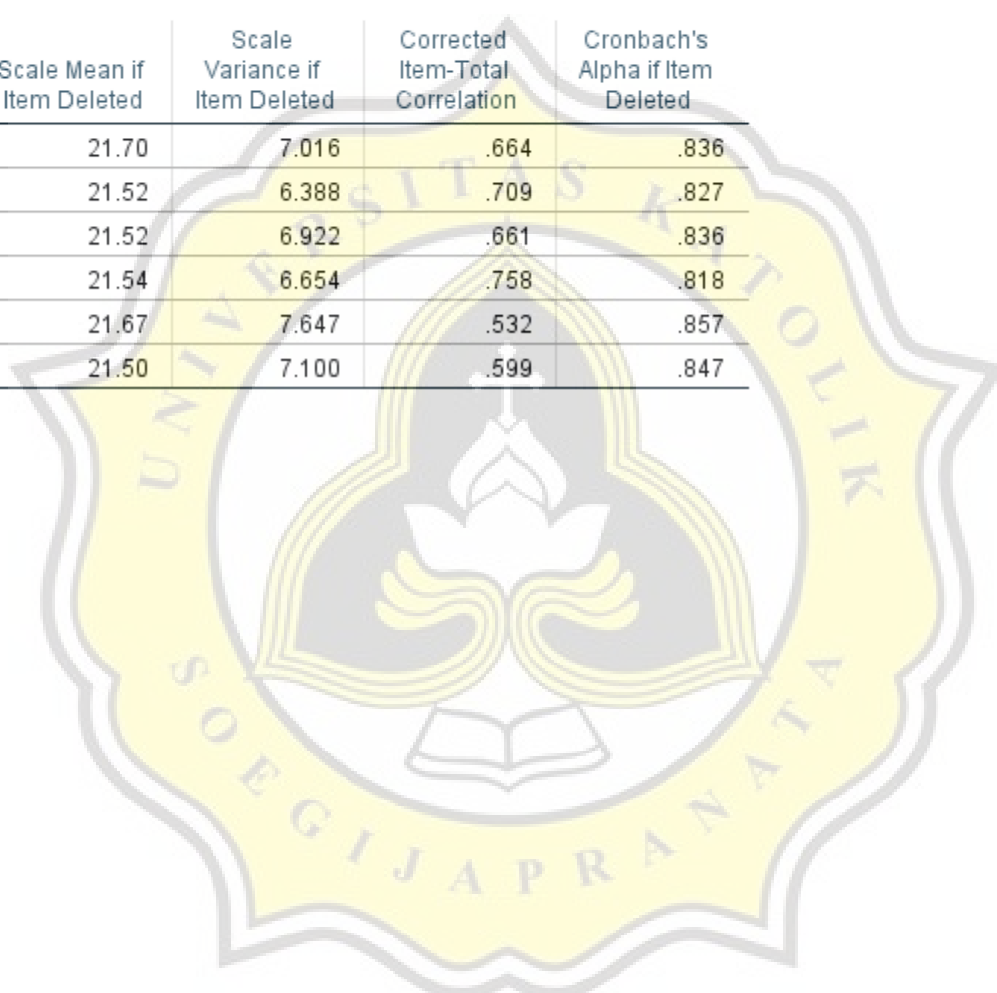 Scale Mean if Item Deleted Scale Variance if Item Deleted Corrected Item-Total Correlation Cronbach's Alpha if Item Deleted
21.70 7.016 .664 .836
21.52 6.388 .709 .827
21.52 6.922 .661 .836
21.54 6.654 .758 .818
21.67 7.647 .532 .857
21.50 7.100 .599 .847
UNIVERSITAS KATOLIK
SOEGIJAPRANATA